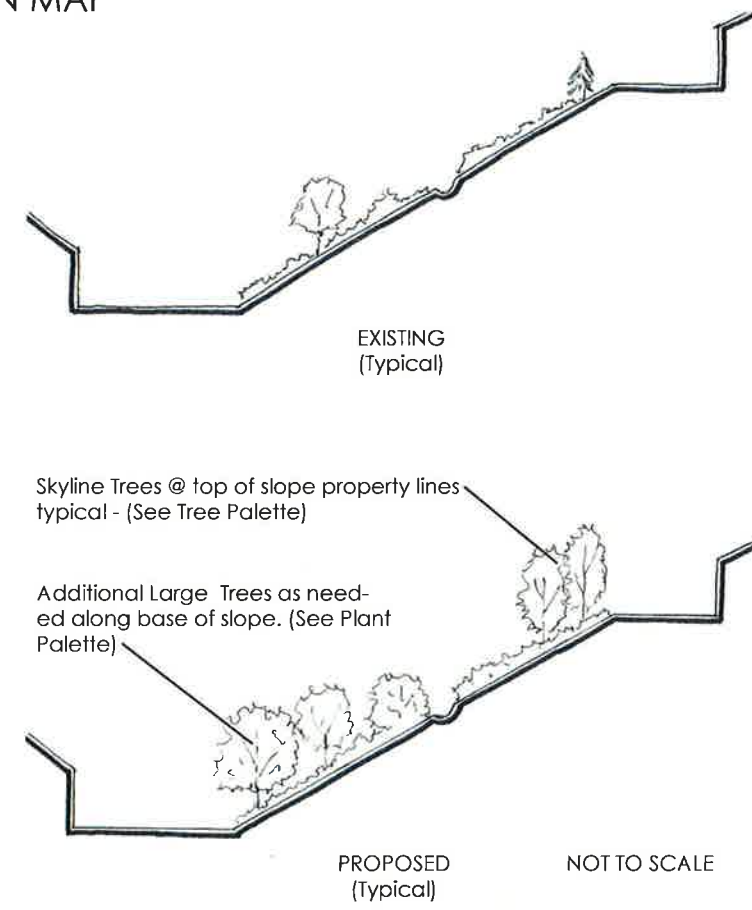 N MAP
EXISTING
(Typical)
Skyline Trees @ top of slope property lines
typical - (See Tree Palette)
Additional Large Trees as need-
ed along base of slope. (See Plant
Palette)
PROPOSED
(Typical)
NOT TO SCALE